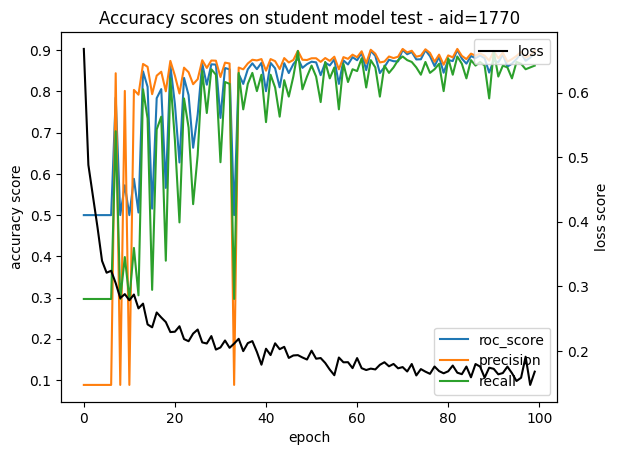 Accuracy scores on student model test - aid=1770
accuracy score
0.9
0.8
0.7
0.6
0.5
0.4
0.3
0.2
0.1
loss
0.6
0.5
0.4
0.3
0.2
loss score
roc_score
precision
recall
0
20
40
60
80
100
epoch